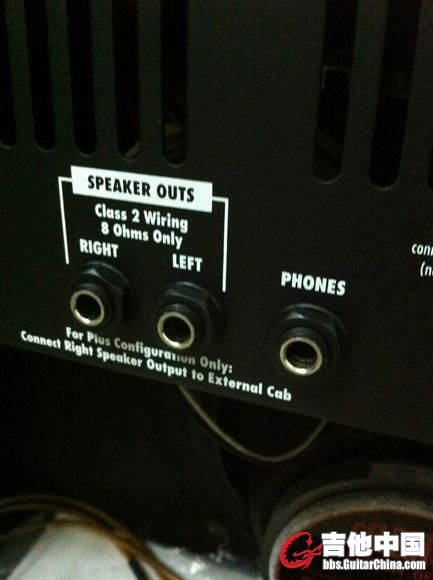 SPEAKER OUTS
Class 2 Wiring
8 Ohms Only
RIGHT
LEFT
PHONES
For Plus Configuration Only:
Connect Right Speaker Output to External Cab
吉他中国
bbs.GuitarChina.com